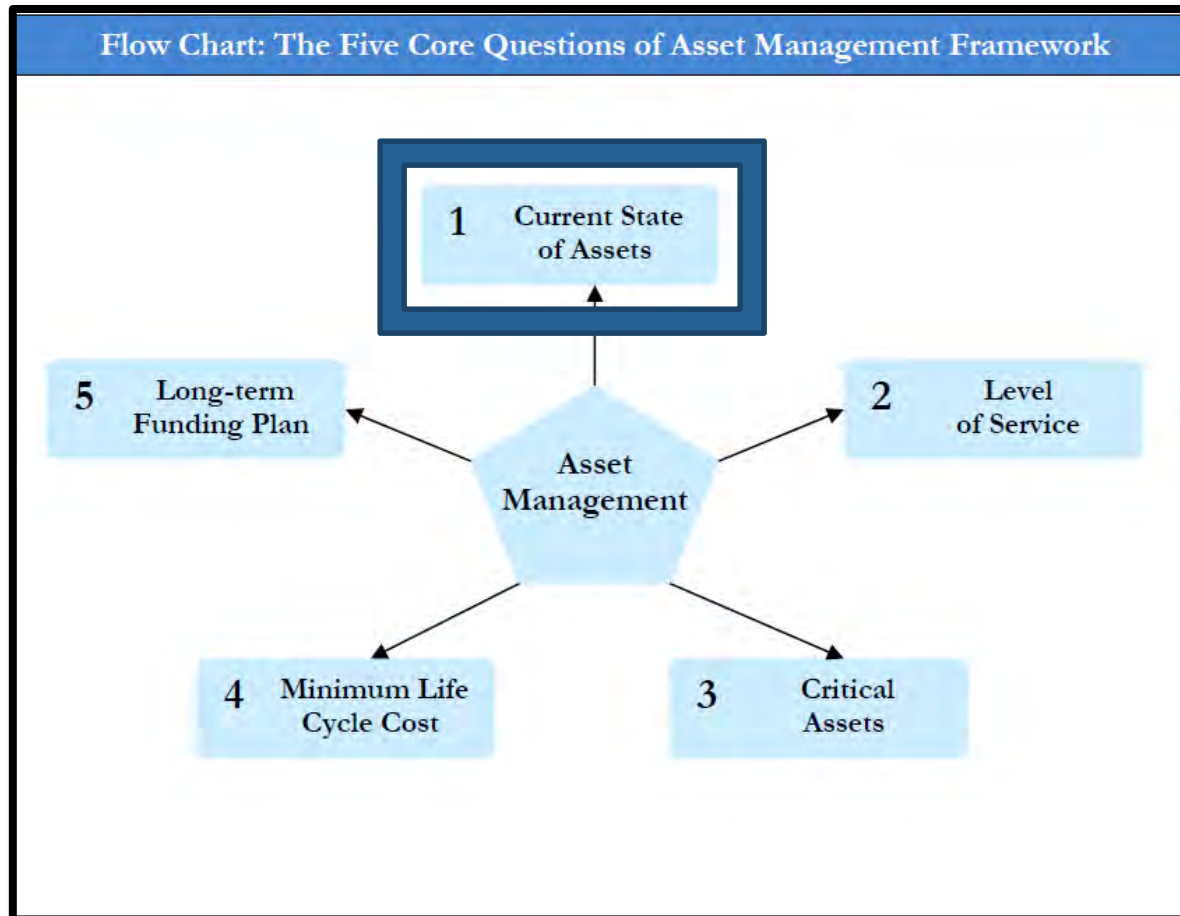 Flow Chart: The Five Core Questions of Asset Management Framework
1 Current State
of Assets
5 Long-term
Funding Plan
2 Level
of Service
Asset
Management
4 Minimum Life
Cycle Cost
3 Critical
Assets